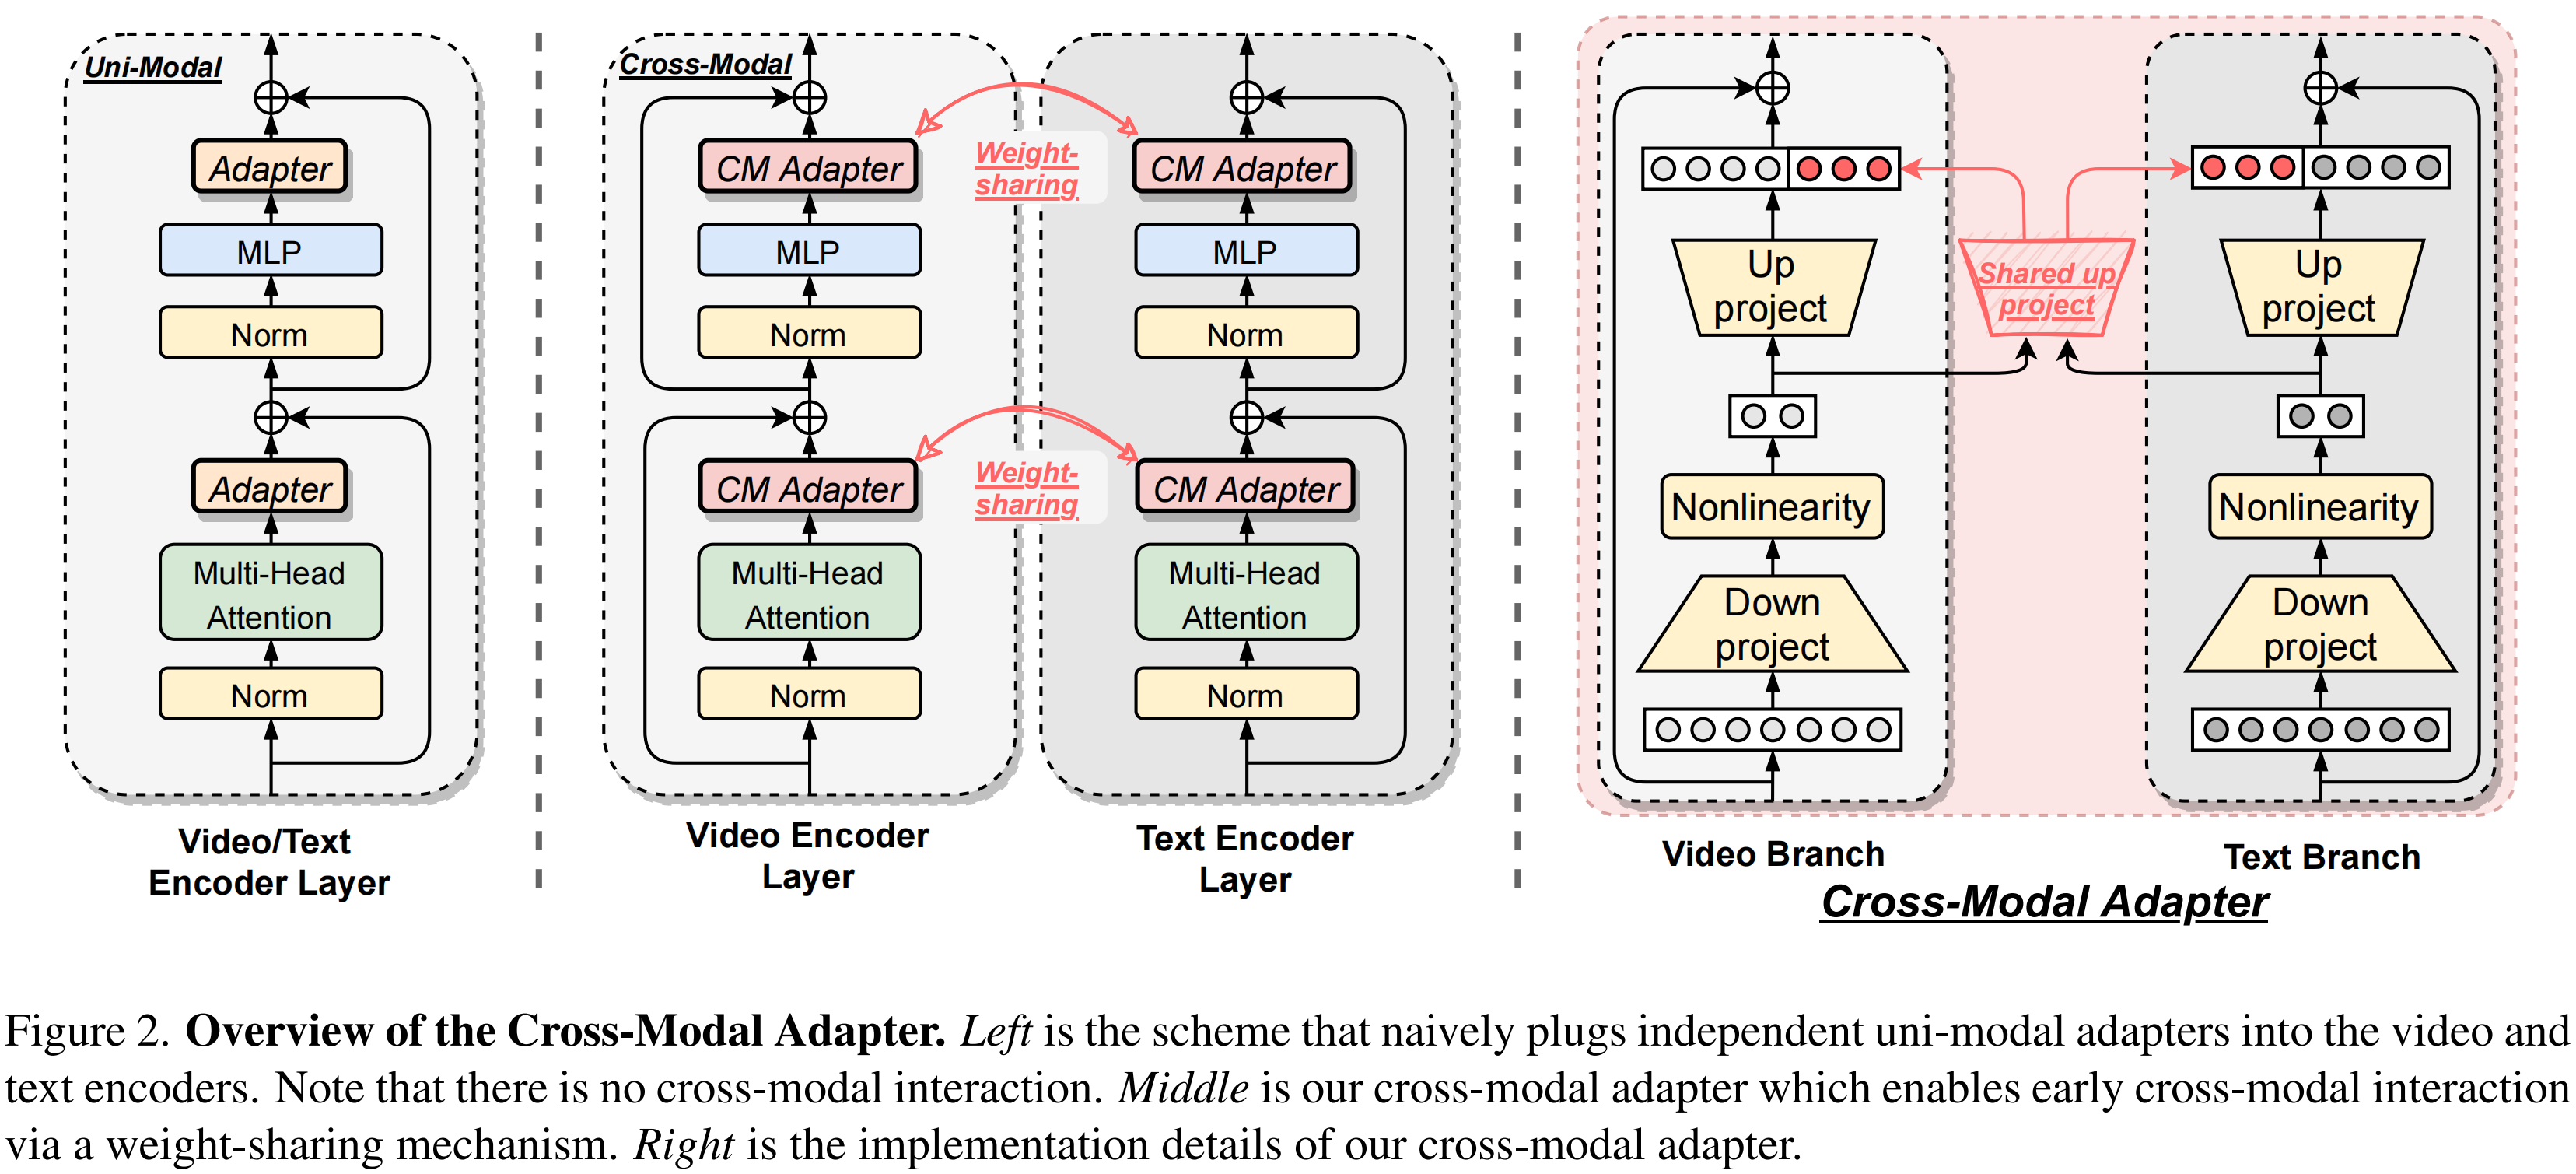 Uni-Modal
Adapter
MLP
Norm
Adapter
Multi-Head
Attention
Norm
Video/Text
Encoder Layer
Cross-Modal
CM Adapter
MLP
Norm
CM Adapter
Multi-Head
Attention
Norm
Video Encoder
Layer
Weight-
sharing
Weight-
sharing
CM Adapter
MLP
Norm
CM Adapter
Multi-Head
Attention
Norm
Text Encoder
Layer
Up
project
Nonlinearity
Down
project
Video Branch
Shared up
project
Up
project
Nonlinearity
Down
project
Text Branch
Cross-Modal Adapter
Figure 2. Overview of the Cross-Modal Adapter. Left is the scheme that naively plugs independent uni-modal adapters into the video and
text encoders. Note that there is no cross-modal interaction. Middle is our cross-modal adapter which enables early cross-modal interaction
via a weight-sharing mechanism. Right is the implementation details of our cross-modal adapter.